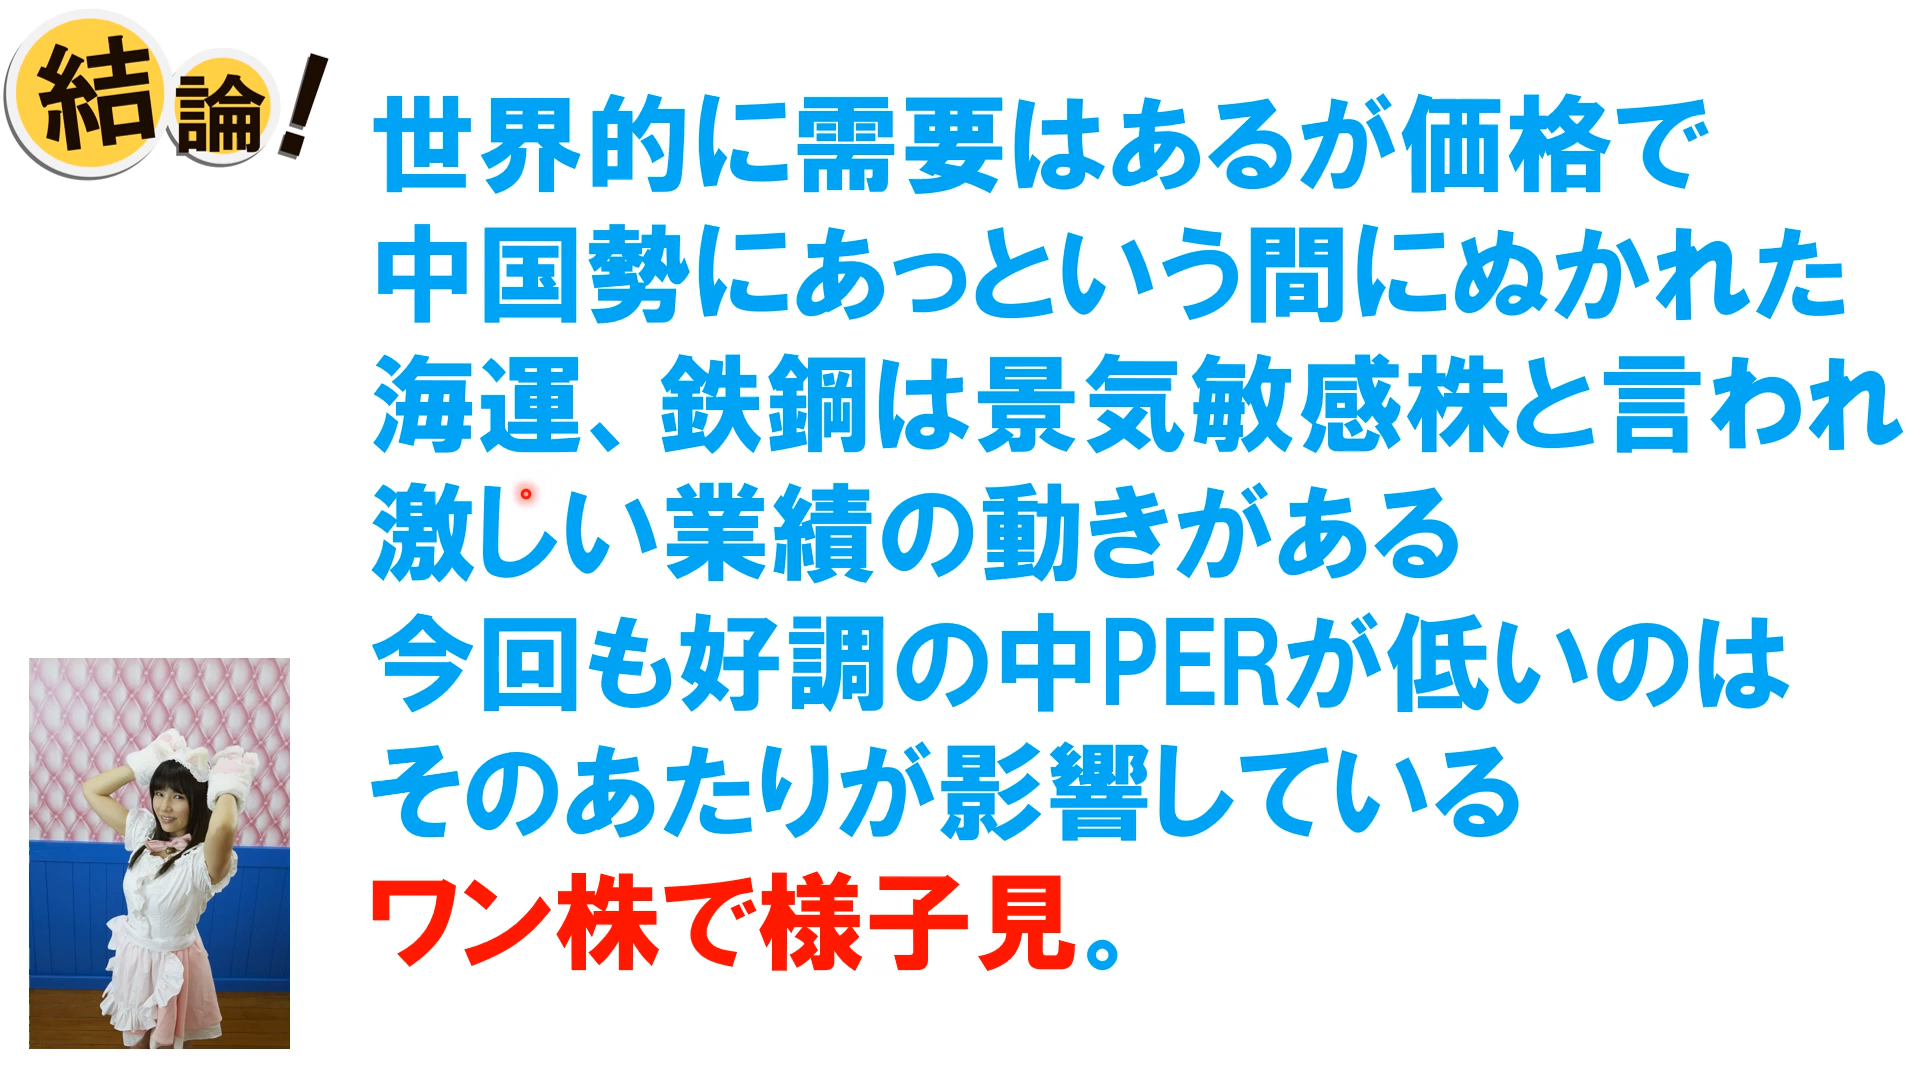 結論!
世界的に需要はあるが価格で
中国勢にあっという間にぬかれた
海運、鉄鋼は景気敏感株と言われ
激しい業績の動きがある
今回も好調の中PERが低いのは
そのあたりが影響している
ワン株で様子見。